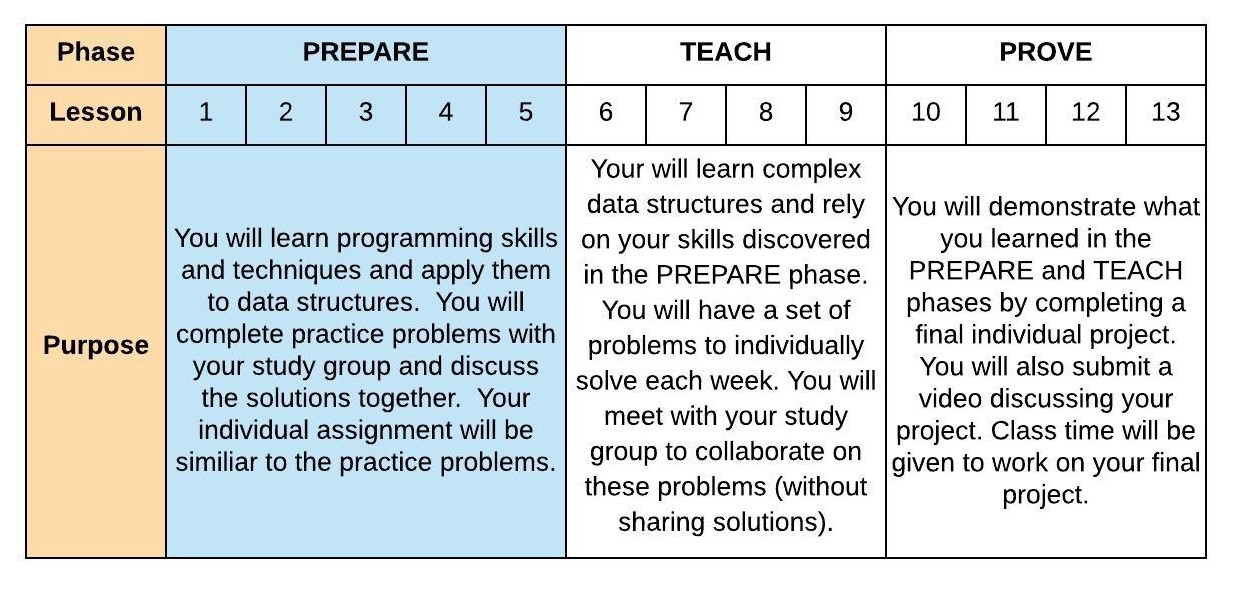 Phase PREPARE TEACH PROVE
Lesson 1 2 3 4 5 6 7 8 9 10 11 12 13
Purpose
You will learn programming skills
and techniques and apply them
to data structures.  You will
complete practice problems with
your study group and discuss
the solutions together.  Your
individual assignment will be
similiar to the practice problems.
Your will learn complex
data structures and rely
on your skills discovered
in the PREPARE phase.
You will have a set of
problems to individually
solve each week. You will
meet with your study
group to collaborate on
these problems (without
sharing solutions).
You will demonstrate what
you learned in the
PREPARE and TEACH
phases by completing a
final individual project.
You will also submit a
video discussing your
project. Class time will be
given to work on your final
project.